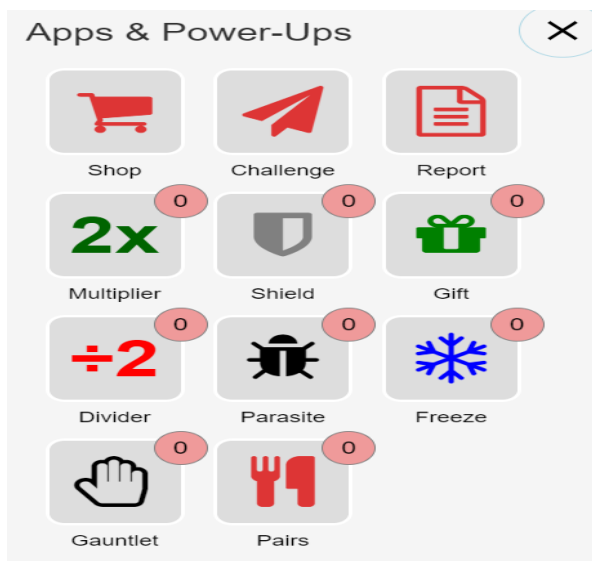 Apps & Power-Ups
Shop Challenge Report
0 0 0
2x
Multiplier Shield Gift
0 0 0
÷2
Divider Parasite Freeze
0 0
Gauntlet Pairs